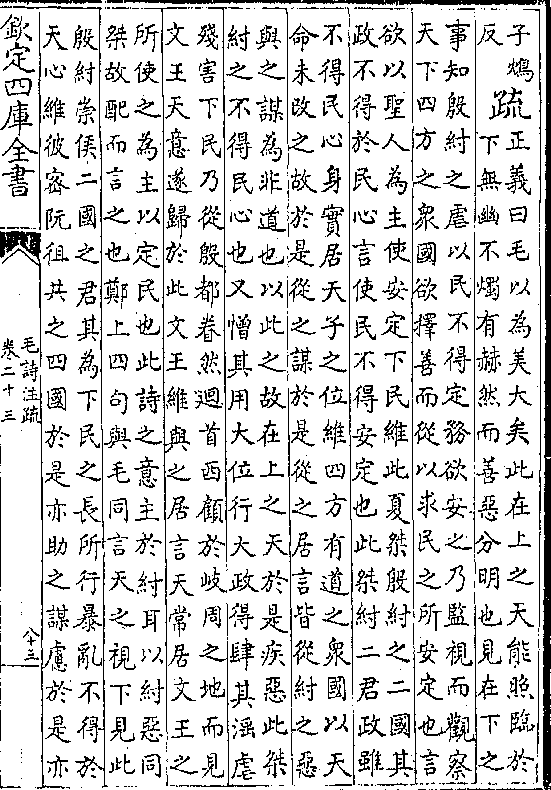 子鴆疏正義曰毛以為美大矣此在上之天能照臨於
反下無幽不燭有赫然而善惡分明也見在下之
事知殷紂之虐以民不得定務欲安之乃監視而觀察
天下四方之衆國欲擇善而從以求民之所安定也言
欲以聖人為主使安定下民維此夏桀殷紂之二國其
政不得於民心言使民不得安定也此桀紂二君政雖
不得民心身實居天子之位維四方有道之衆國以天
命未改之故於是從之謀於是從之居言皆從紂之惡
與之謀為非道也以此之故在上之天於是疾惡此桀
紂之不得民心也又憎其用大位行大政得肆其淫虐
殘害下民乃從殷都眷然迴首西顧於岐周之地而見
文王天意遂歸於此文王維與之居言天常居文王之
所使之為主以定民也此詩之意主於紂耳以紂惡同
桀故配而言之也鄭上四句與毛同言天之視下見此
殷紂崇侯二國之君其為下民之長所行暴亂不得於
天心維彼密阮徂共之四國於是亦助之謀慮於是亦
欽定四庫全書
毛詩注疏
卷二十三
八十三